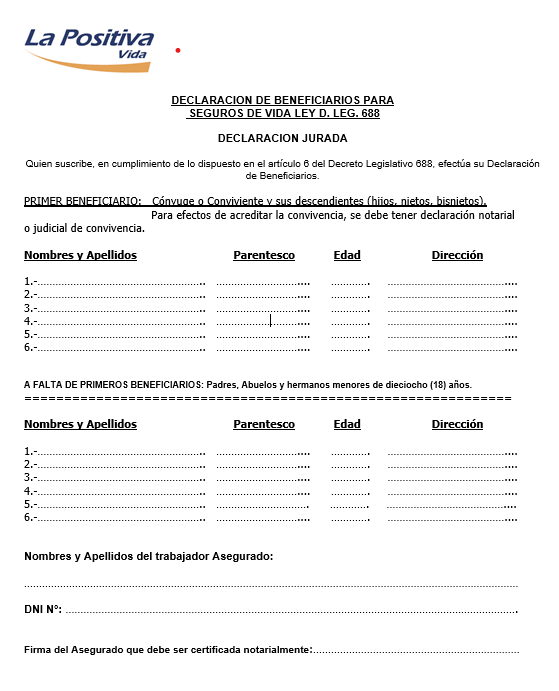 La Positiva
Vida
DECLARACION DE BENEFICIARIOS PARA
SEGUROS DE VIDA LEY D. LEG. 688
DECLARACION JURADA
Quien suscribe, en cumplimiento de lo dispuesto en el artículo 6 del Decreto Legislativo 688, efectúa su Declaración
de Beneficiarios.
PRIMER BENEFICIARIO: Cónyuge o Conviviente y sus descendientes (hijos, nietos, bisnietos).
Para efectos de acreditar la convivencia, se debe tener declaración notarial
o judicial de convivencia.
Nombres y Apellidos Parentesco Edad Dirección
1.-
2.-
3.-
4.-
5.-
6.-
A FALTA DE PRIMEROS BENEFICIARIOS: Padres, Abuelos y hermanos menores de dieciocho (18) años.
Nombres y Apellidos Parentesco Edad Dirección
1.-
2.-
3.-
4.-
5.-
6.-
Nombres y Apellidos del trabajador Asegurado:
DNI Nº:
Firma del Asegurado que debe ser certificada notarialmente: